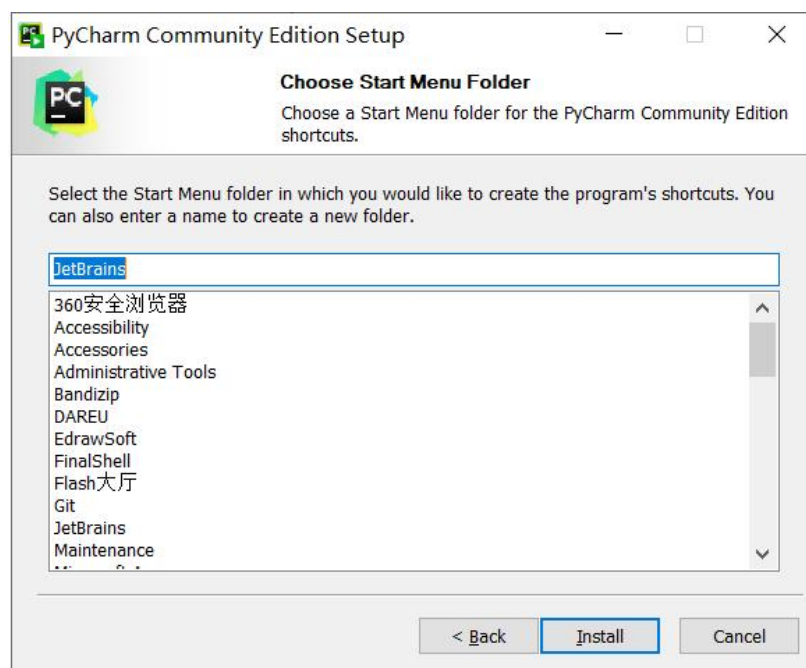 PyCharm Community Edition Setup
PC
Choose Start Menu Folder
Choose a Start Menu folder for the PyCharm Community Edition
shortcuts.
Select the Start Menu folder in which you would like to create the program's shortcuts. You
can also enter a name to create a new folder.
JetBrains
360安全浏览器
Accessibility
Accessories
Administrative Tools
Bandizip
DAREU
EdrawSoft
FinalShell
Flash大厅
Git
JetBrains
Maintenance
< Back
Install
Cancel